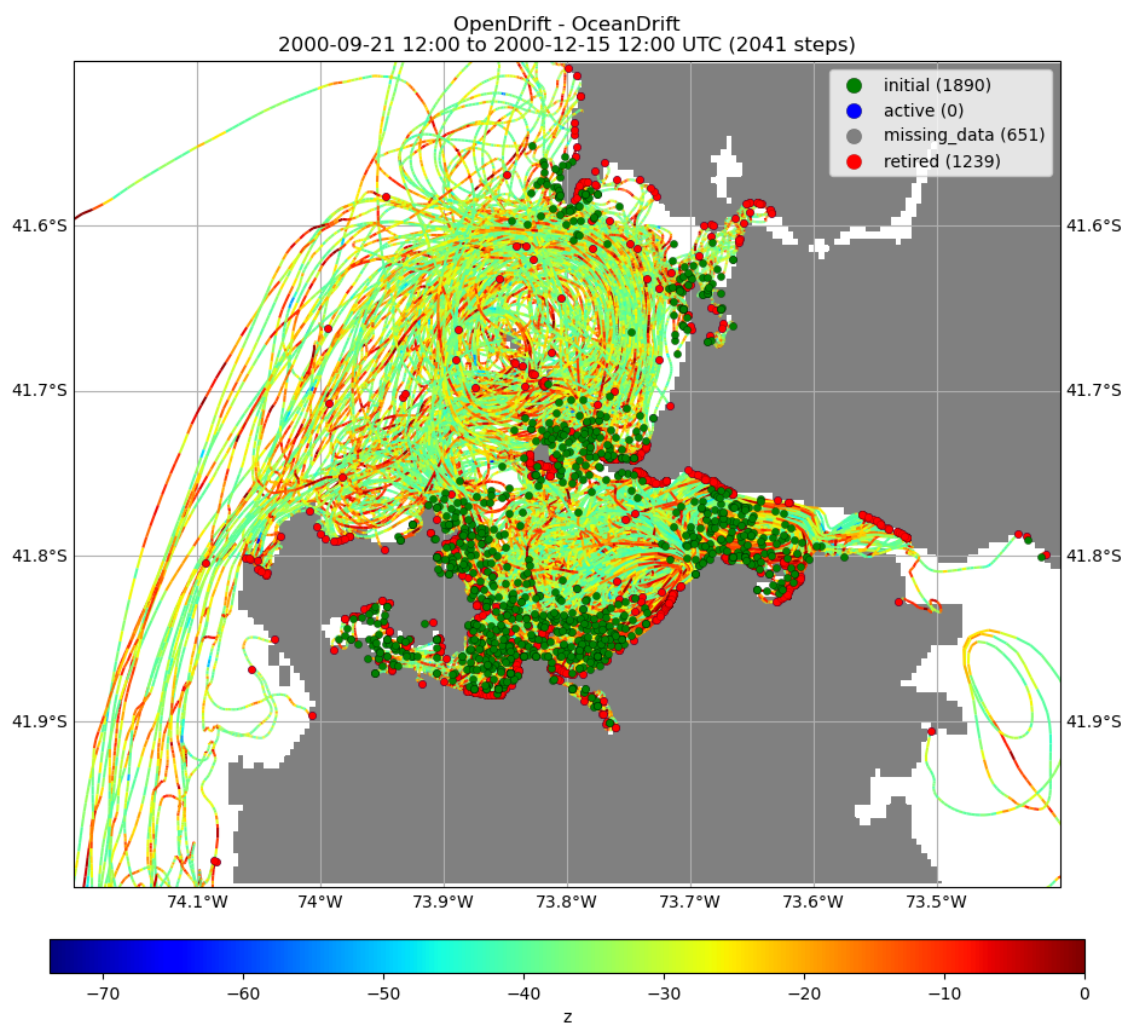 OpenDrift - OceanDrift
2000-09-21 12:00 to 2000-12-15 12:00 UTC (2041 steps)
initial (1890)
active (0)
missing_data (651)
retired (1239)
41.6°S
41.6°S
41.7°S
41.7°S
41.8°S
41.8°S
41.9°S
41.9°S
74.1°W
74°W
73.9°W
73.8°W
73.7°W
73.6°W
73.5°W
−70
−60
−50
−40
−30
−20
−10
0
z